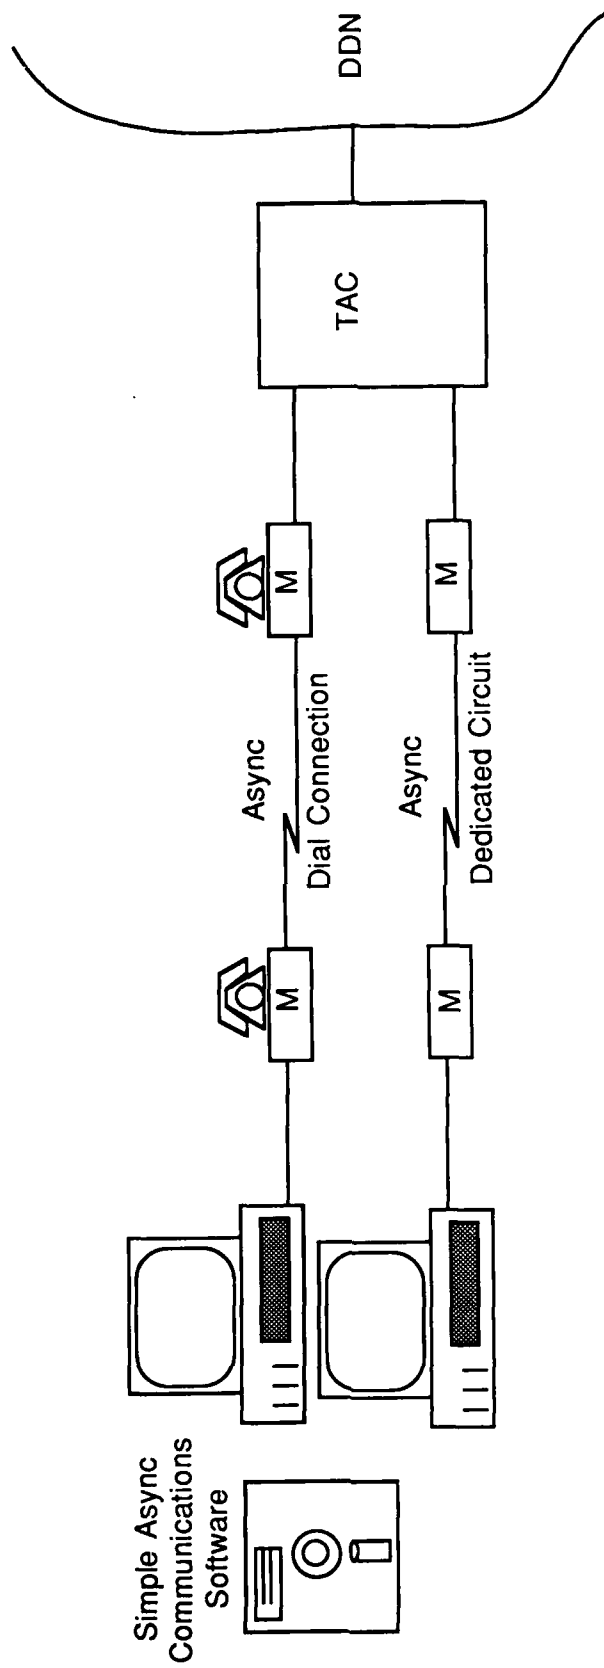 Simple Async
Communications
Software
M
Async
Dial Connection
M
M
Async
Dedicated Circuit
M
TAC
DDN